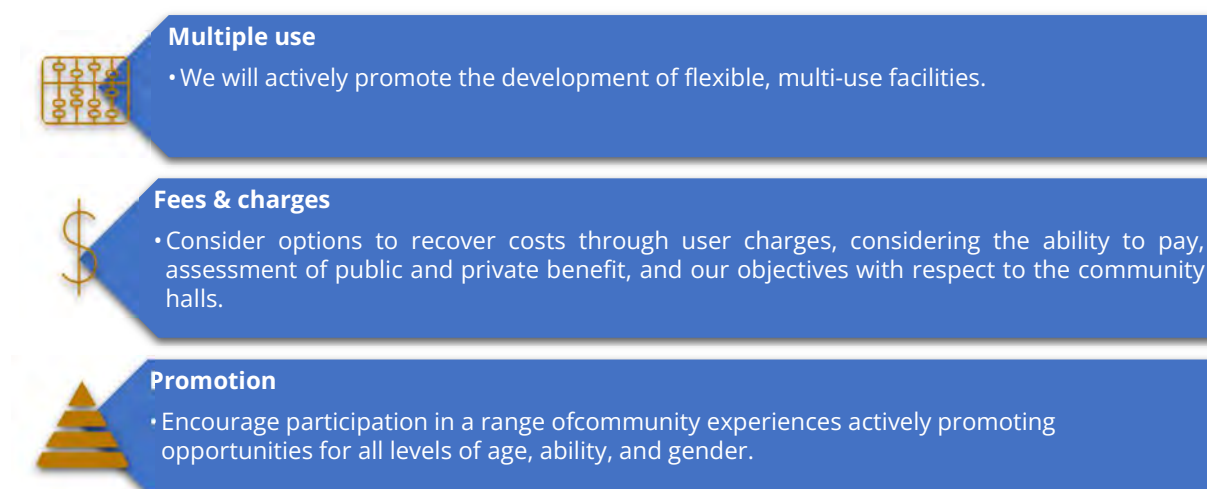 Multiple use
•We will actively promote the development of flexible, multi-use facilities.
Fees & charges
•Consider options to recover costs through user charges, considering the ability to pay,
assessment of public and private benefit, and our objectives with respect to the community
halls.
Promotion
•Encourage participation in a range ofcommunity experiences actively promoting
opportunities for all levels of age, ability, and gender.